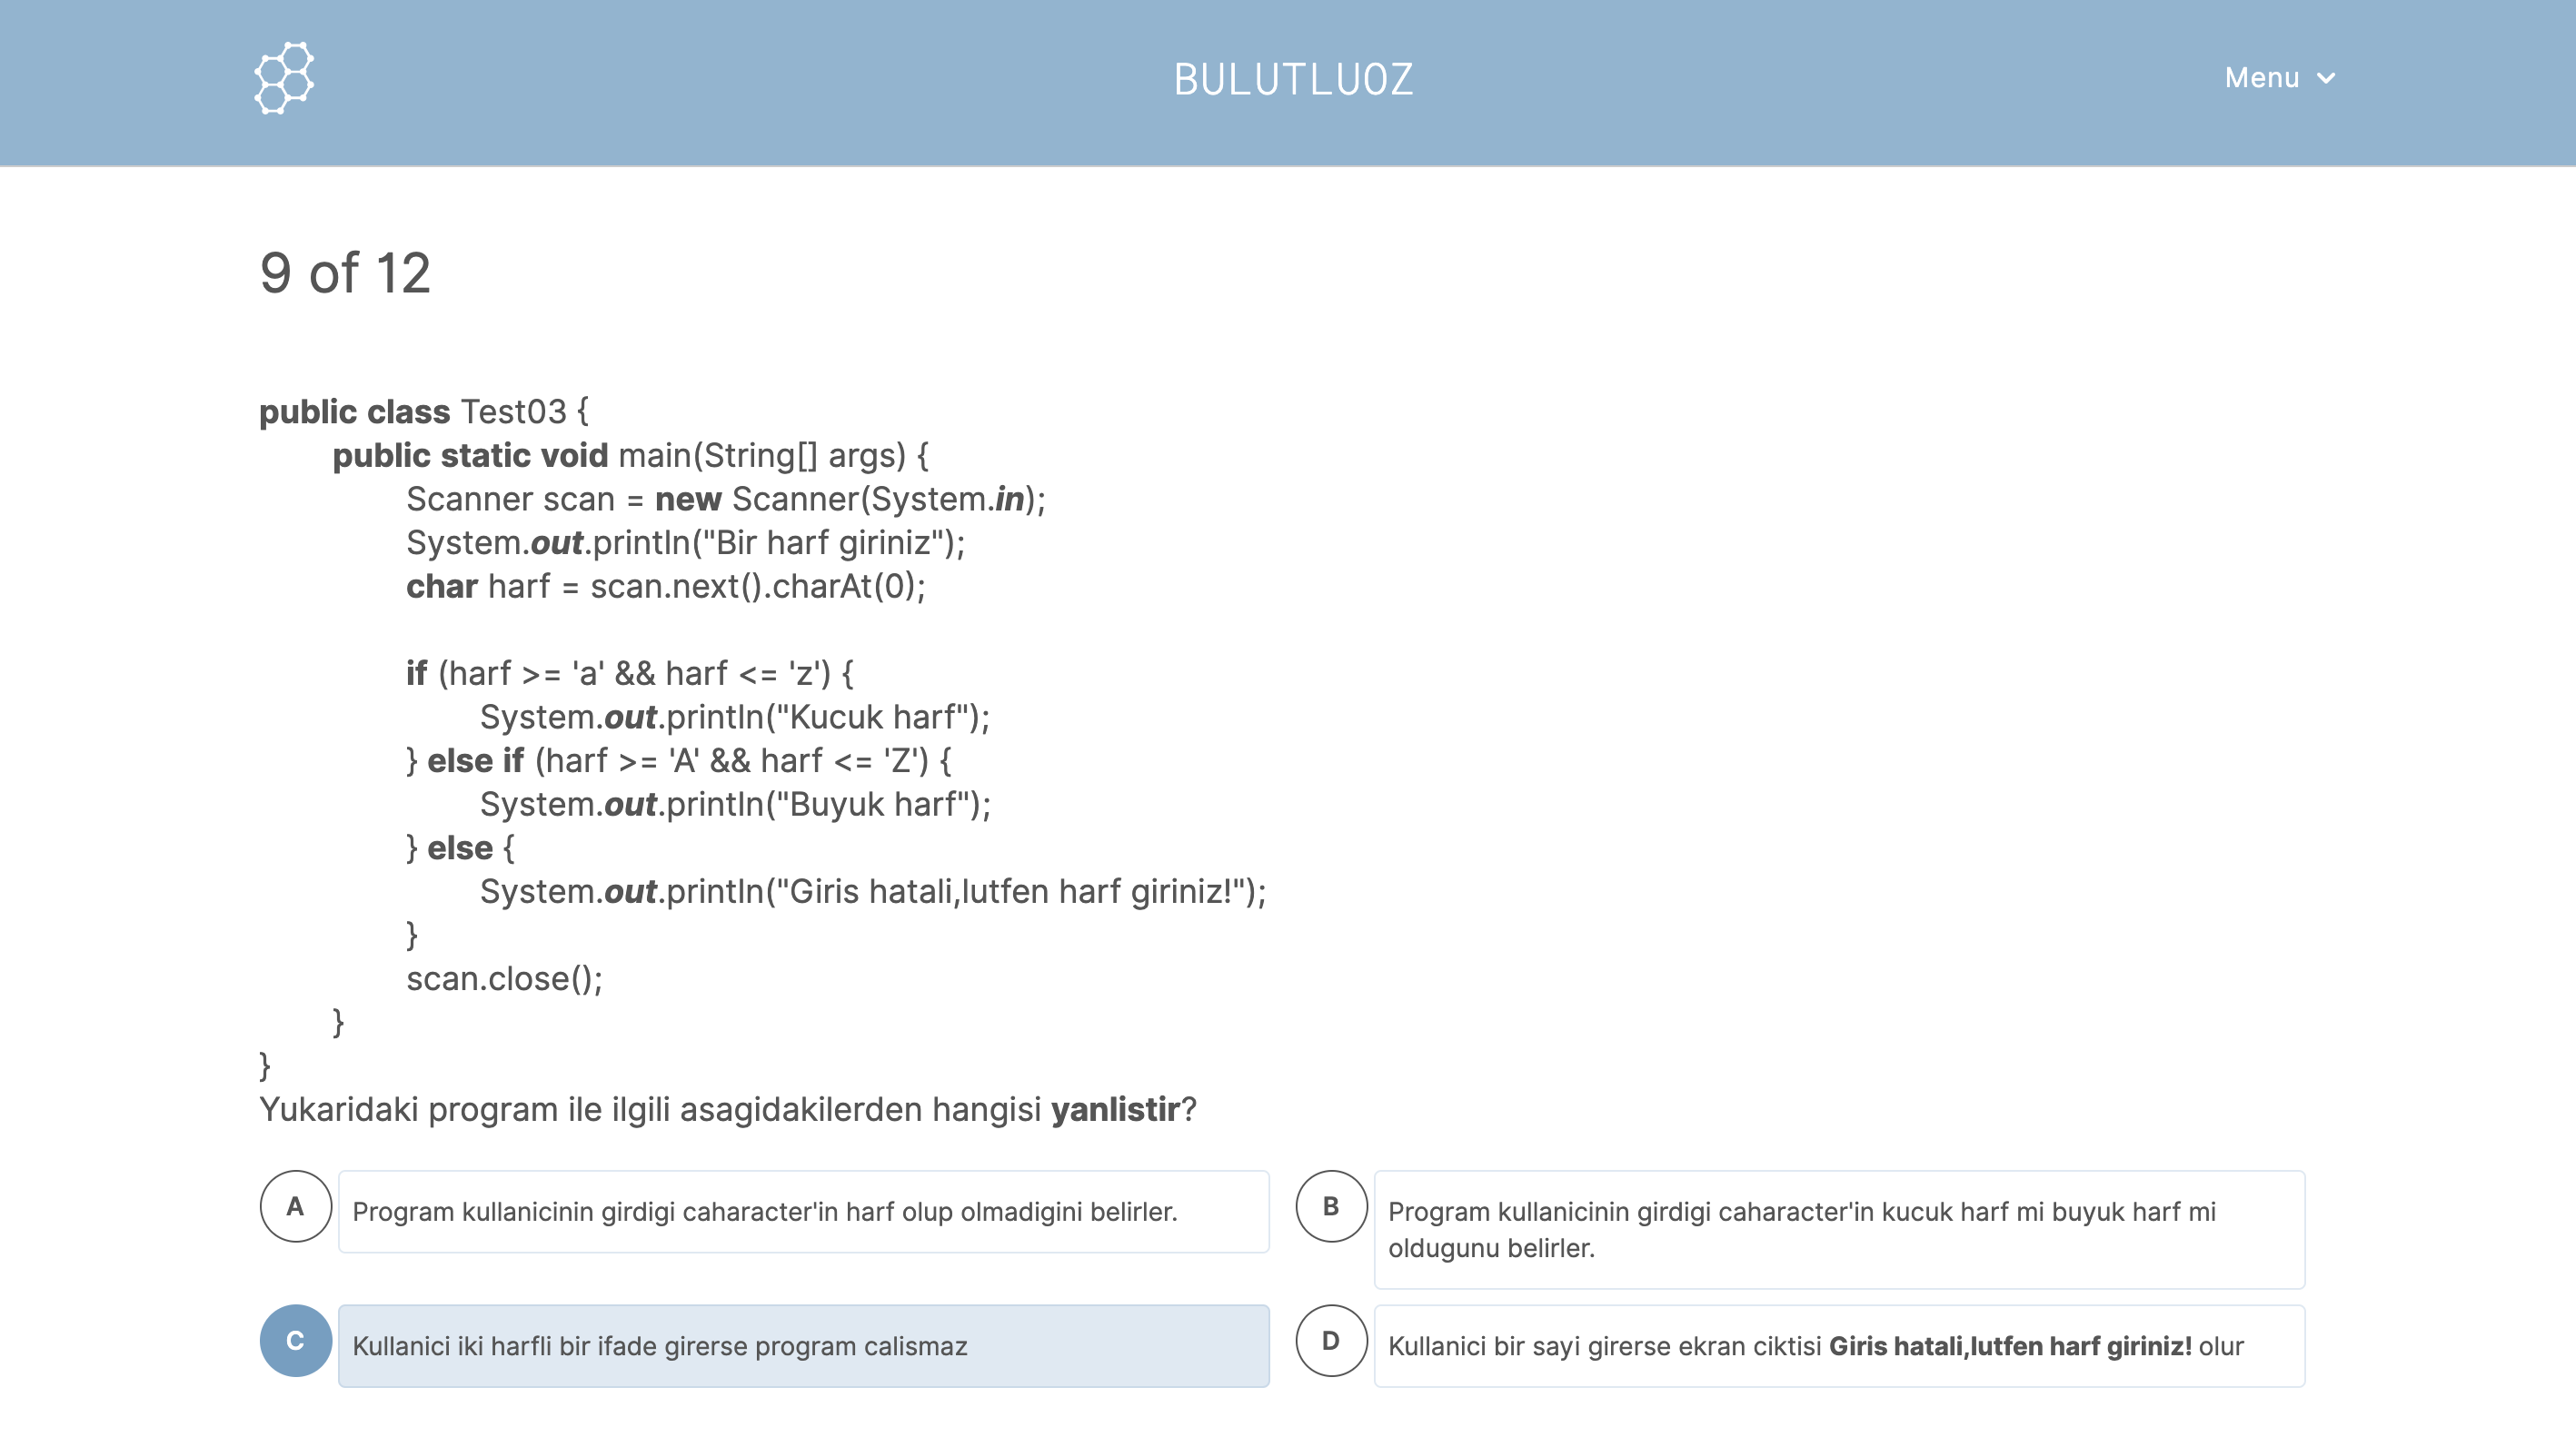 BULUTLUOZ
Menu
9 of 12
public class Test03 {
public static void main(String[] args) {
Scanner scan = new Scanner(System.in);
System.out.println("Bir harf giriniz");
char harf = scan.next().charAt(0);
if (harf >= 'a' && harf <= 'z') {
System.out.println("Kucuk harf");
} else if (harf >= 'A' && harf <= 'Z') {
System.out.println("Buyuk harf");
} else {
System.out.println("Giris hatali,lutfen harf giriniz!");
}
scan.close();
}
}
Yukaridaki program ile ilgili asagidakilerden hangisi yanlistir?
A
Program kullanicinin girdigi caharacter'in harf olup olmadigini belirler.
B
Program kullanicinin girdigi caharacter'in kucuk harf mi buyuk harf mi
oldugunu belirler.
C
Kullanici iki harfli bir ifade girerse program calismaz
D
Kullanici bir sayi girerse ekran ciktisi Giris hatali,lutfen harf giriniz! olur